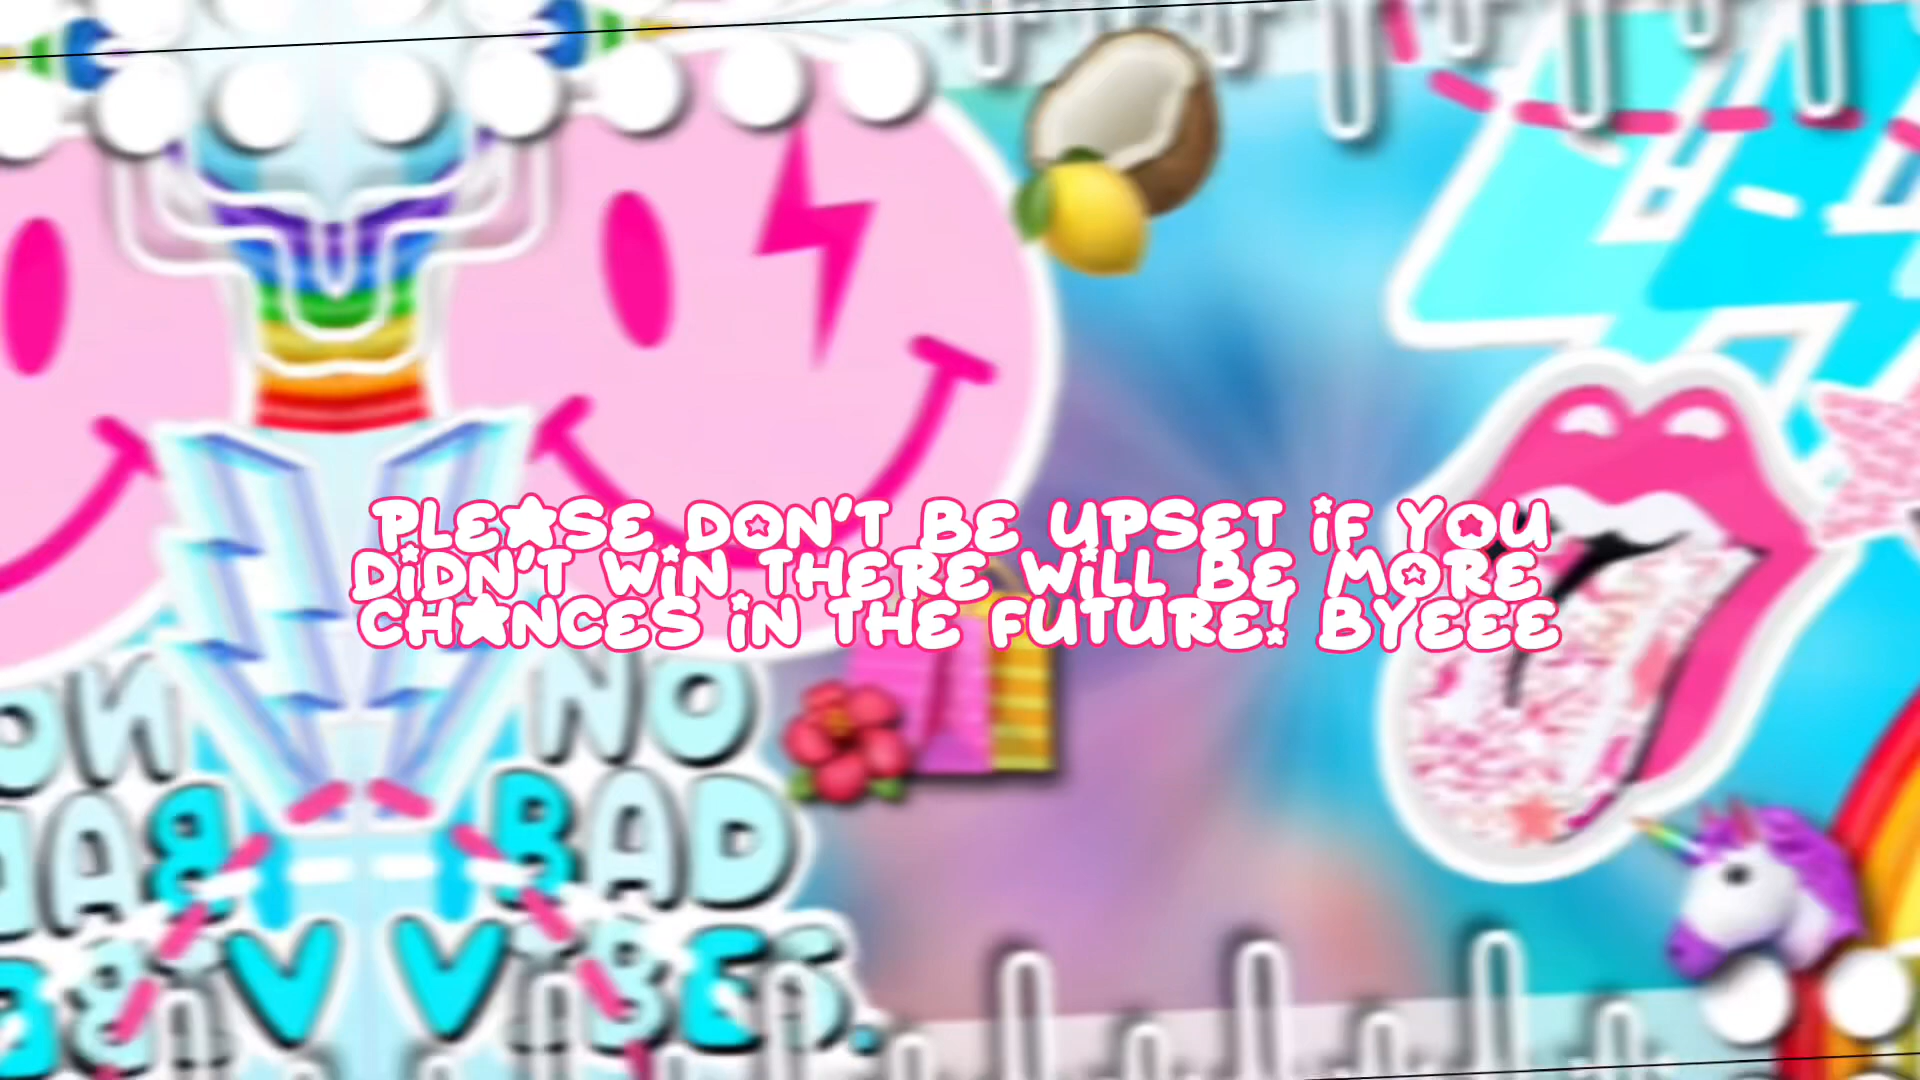 PLEASE DON'T BE UPSET IF YOU
DIDN'T WIN THERE WILL BE MORE
CHANCES IN THE FUTURE! BYEEE
NO
BAD
VIBES.